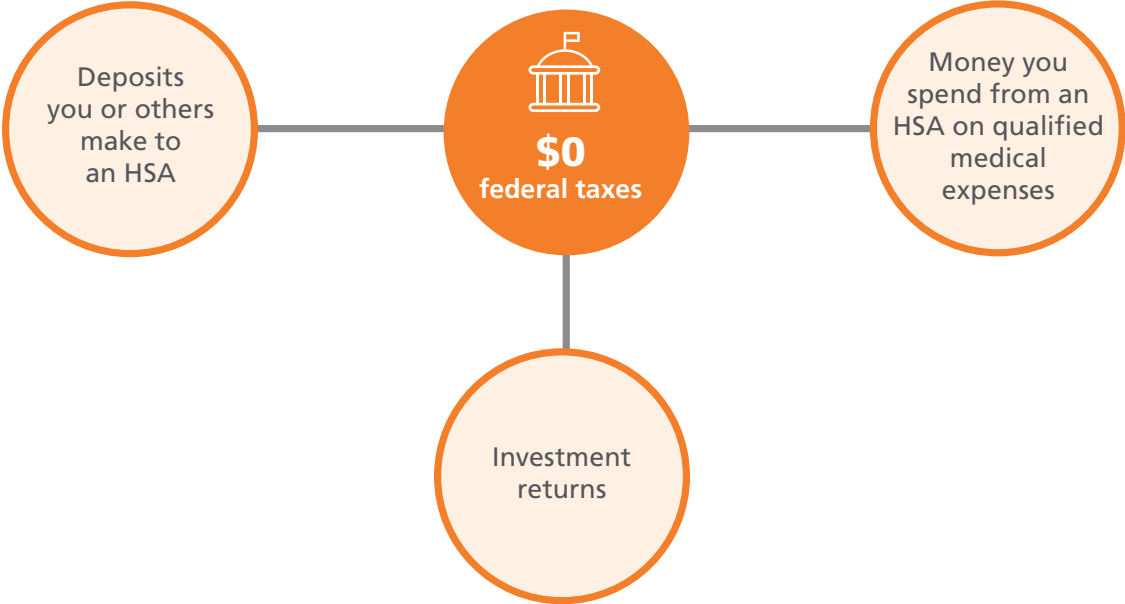 Deposits
you or others
make to
an HSA
$0
federal taxes
Money you
spend from an
HSA on qualified
medical
expenses
Investment
returns